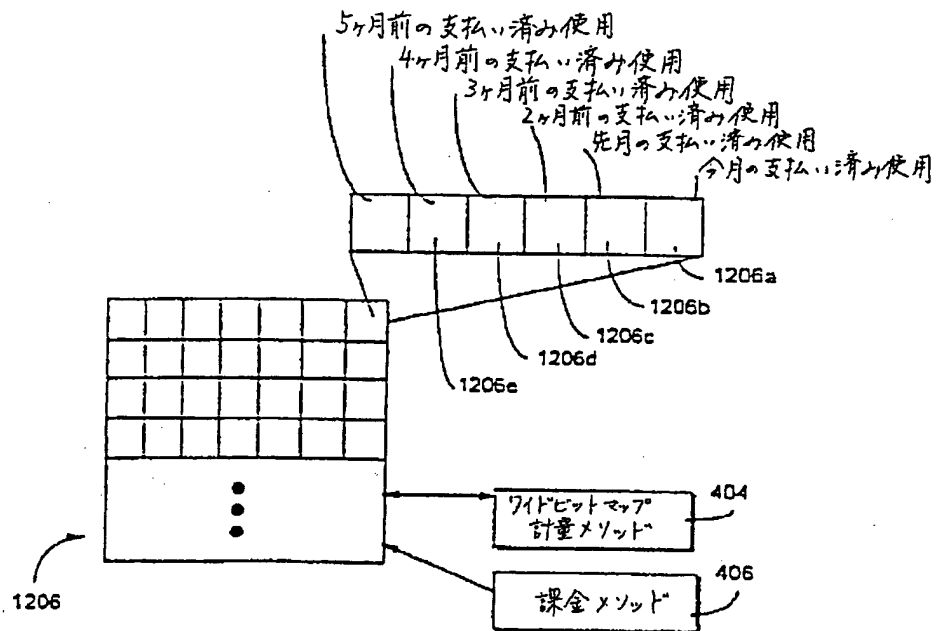 5ヶ月前の支払い済み使用
4ヶ月前の支払い済み使用
3ヶ月前の支払い済み使用
2ヶ月前の支払い済み使用
先月の支払い済み使用
今月の支払い済み使用
1206a
1206b
1206c
1206d
1206e
ワイドビットマップ
計量メソッド
404
課金メソッド
406
1206